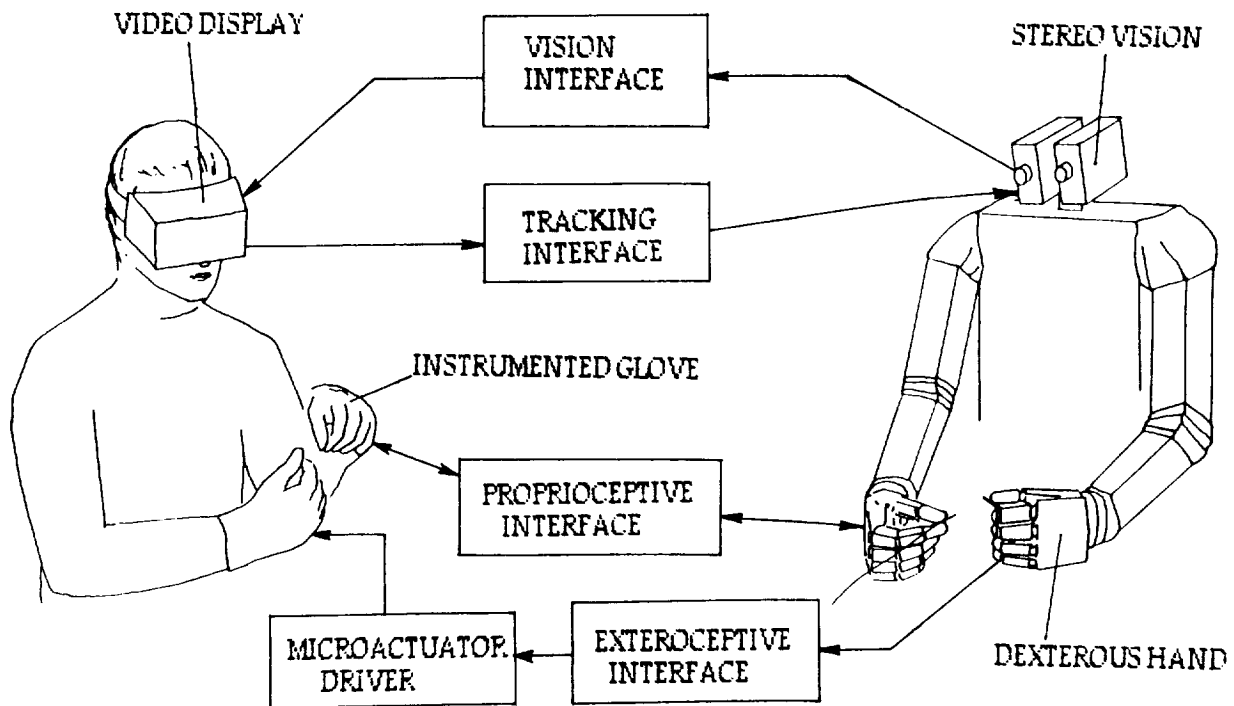 VIDEO DISPLAY
VISION
INTERFACE
STEREO VISION
TRACKING
INTERFACE
INSTRUMENTED GLOVE
PROPRIOCEPTIVE
INTERFACE
MICROACTUATOR
DRIVER
EXTEROCEPTIVE
INTERFACE
DEXTEROUS HAND